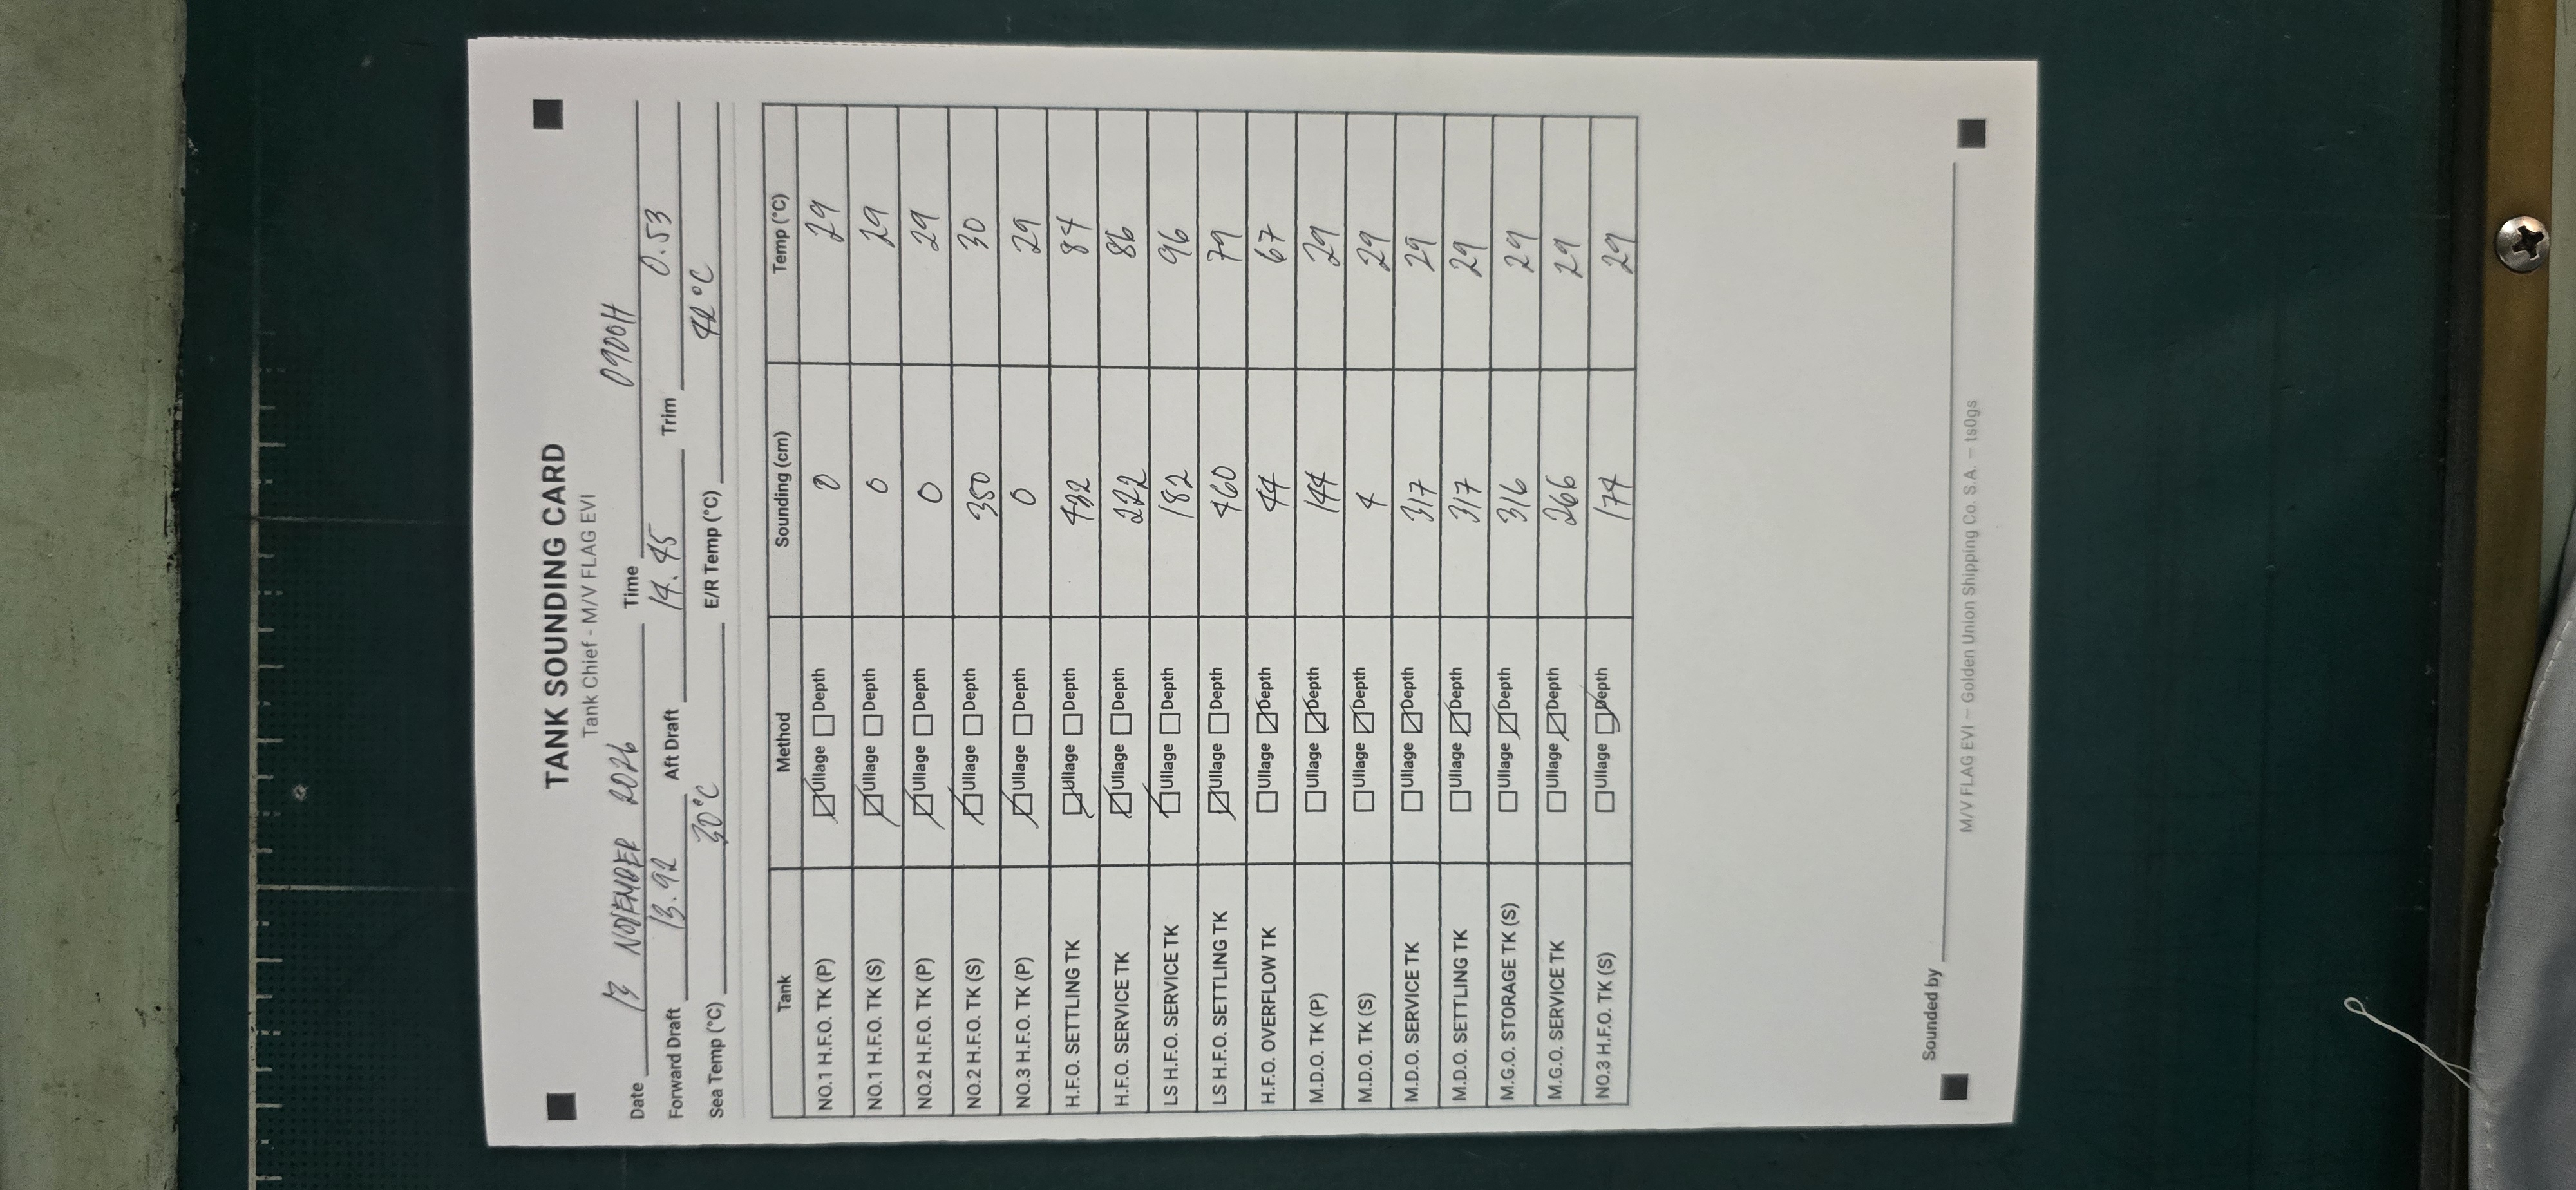 TANK SOUNDING CARD
Tank Chief - M/V FLAG EVI
Date 13 NOVEMBER 2026 Time 0900H
Forward Draft 13.92 Aft Draft 14.45 Trim 0.53
Sea Temp (°C) 30°C E/R Temp (°C) 42°C
Tank Method Sounding (cm) Temp (°C)
NO.1 H.F.O. TK (P) ☑Ullage ☐Depth 0 29
NO.1 H.F.O. TK (S) ☑Ullage ☐Depth 0 29
NO.2 H.F.O. TK (P) ☑Ullage ☐Depth 0 29
NO.2 H.F.O. TK (S) ☑Ullage ☐Depth 350 30
NO.3 H.F.O. TK (P) ☑Ullage ☐Depth 0 29
H.F.O. SETTLING TK ☑Ullage ☐Depth 432 84
H.F.O. SERVICE TK ☑Ullage ☐Depth 222 86
LS H.F.O. SERVICE TK ☑Ullage ☐Depth 182 96
LS H.F.O. SETTLING TK ☑Ullage ☐Depth 460 79
H.F.O. OVERFLOW TK ☐Ullage ☑Depth 44 67
M.D.O. TK (P) ☐Ullage ☑Depth 144 29
M.D.O. TK (S) ☐Ullage ☑Depth 4 29
M.D.O. SERVICE TK ☐Ullage ☑Depth 317 29
M.D.O. SETTLING TK ☐Ullage ☑Depth 317 29
M.G.O. STORAGE TK (S) ☐Ullage ☑Depth 316 29
M.G.O. SERVICE TK ☐Ullage ☑Depth 266 29
NO.3 H.F.O. TK (S) ☐Ullage ☑Depth 174 29
Sounded by
M/V FLAG EVI – Golden Union Shipping Co. S.A. – ts0gs